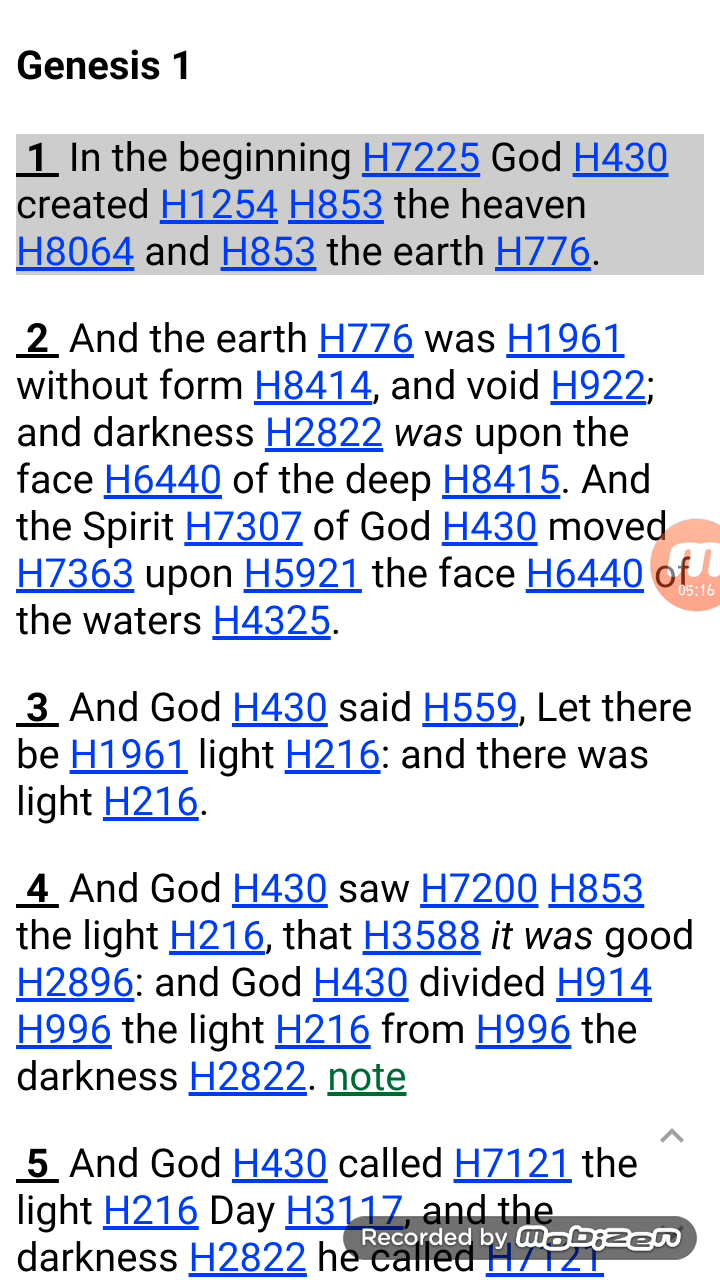 Genesis 1
1 In the beginning H7225 God H430
created H1254 H853 the heaven
H8064 and H853 the earth H776.
2 And the earth H776 was H1961
without form H8414, and void H922;
and darkness H2822 was upon the
face H6440 of the deep H8415. And
the Spirit H7307 of God H430 moved
H7363 upon H5921 the face H6440 of
05:16
the waters H4325.
3 And God H430 said H559, Let there
be H1961 light H216: and there was
light H216.
4 And God H430 saw H7200 H853
the light H216, that H3588 it was good
H2896: and God H430 divided H914
H996 the light H216 from H996 the
darkness H2822. note
5 And God H430 called H7121 the
light H216 Day H3117, and the
Recorded by mobizen
darkness H2822 he called H7121